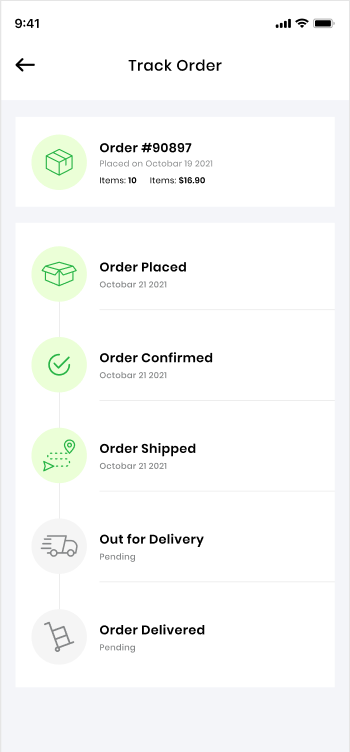 9:41
Track Order
Order #90897
Placed on Octobar 19 2021
Items: 10 Items: $16.90
Order Placed
Octobar 21 2021
Order Confirmed
Octobar 21 2021
Order Shipped
Octobar 21 2021
Out for Delivery
Pending
Order Delivered
Pending